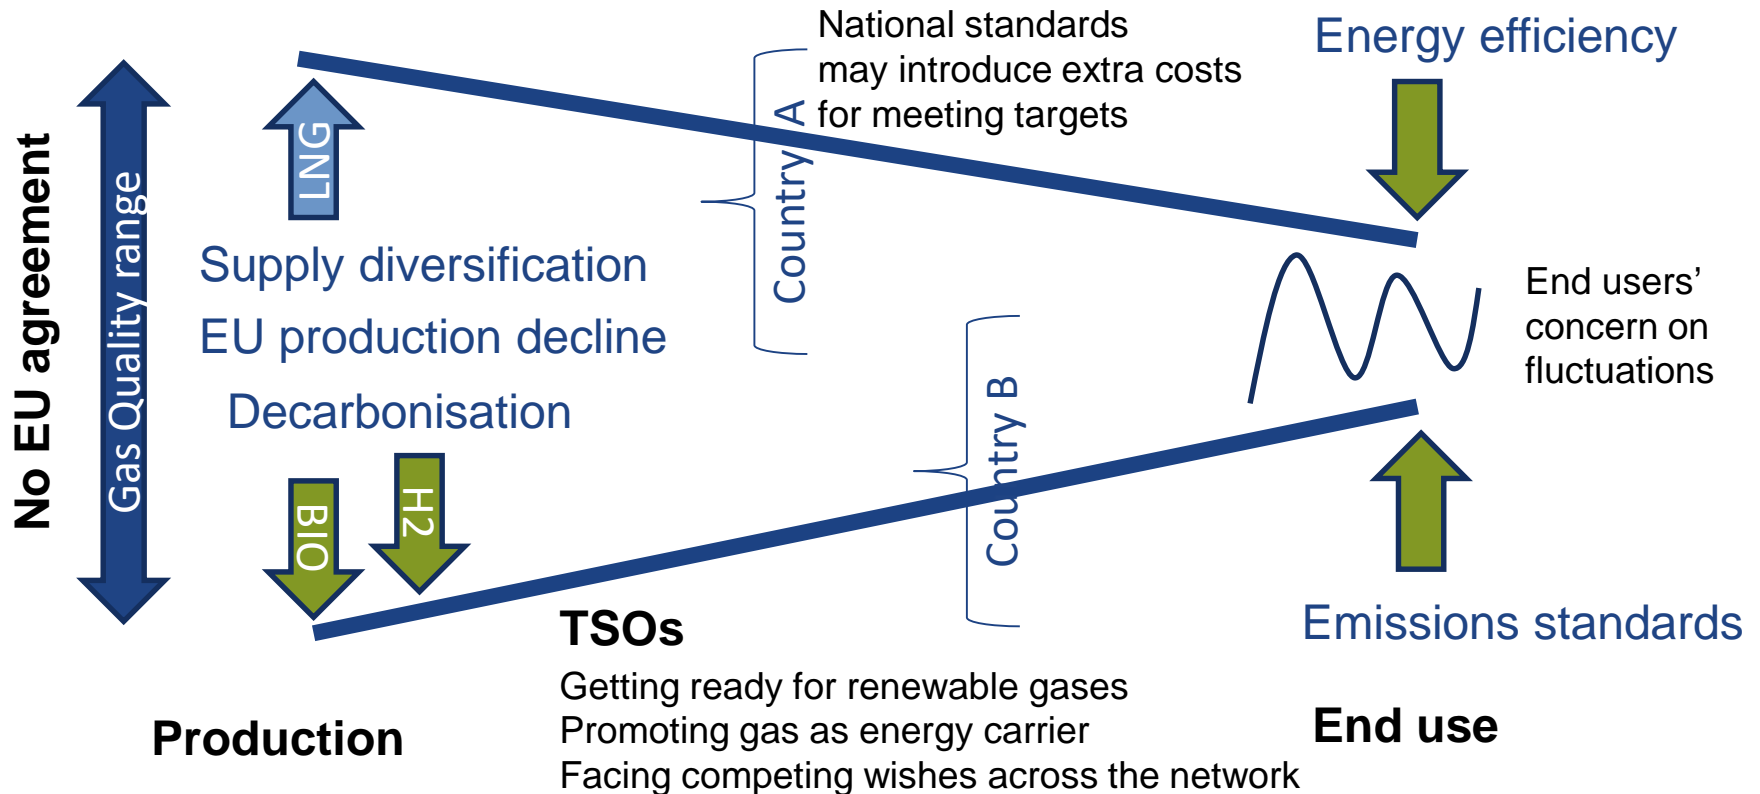 No EU agreement
Gas Quality range
LNG
Supply diversification
EU production decline
Decarbonisation
BIO
H2
Production
National standards
may introduce extra costs
for meeting targets
Country A
Country B
TSOs
Getting ready for renewable gases
Promoting gas as energy carrier
Facing competing wishes across the network
Energy efficiency
End users’
concern on
fluctuations
Emissions standards
End use